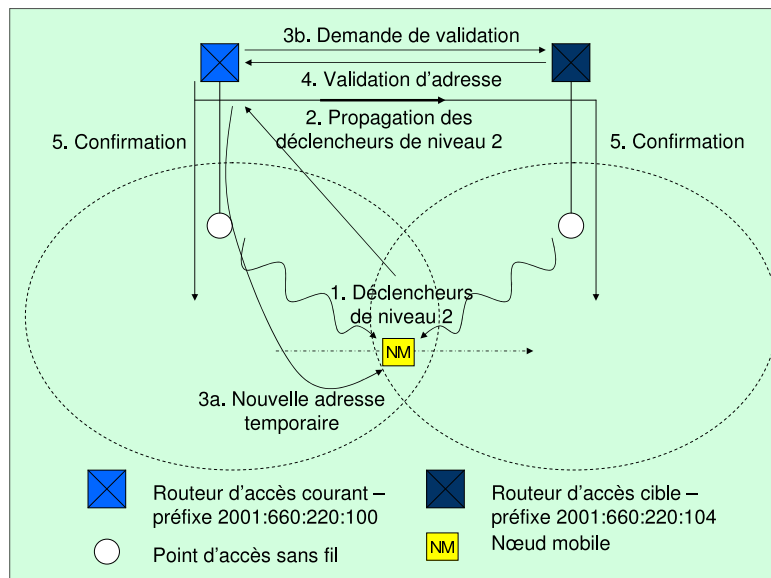 3b. Demande de validation
4. Validation d'adresse
2. Propagation des
déclencheurs de niveau 2
5. Confirmation
5. Confirmation
1. Déclencheurs
de niveau 2
NM
3a. Nouvelle adresse
temporaire
Routeur d'accès courant –
préfixe 2001:660:220:100
Routeur d'accès cible –
préfixe 2001:660:220:104
Point d'accès sans fil
NM
Nœud mobile